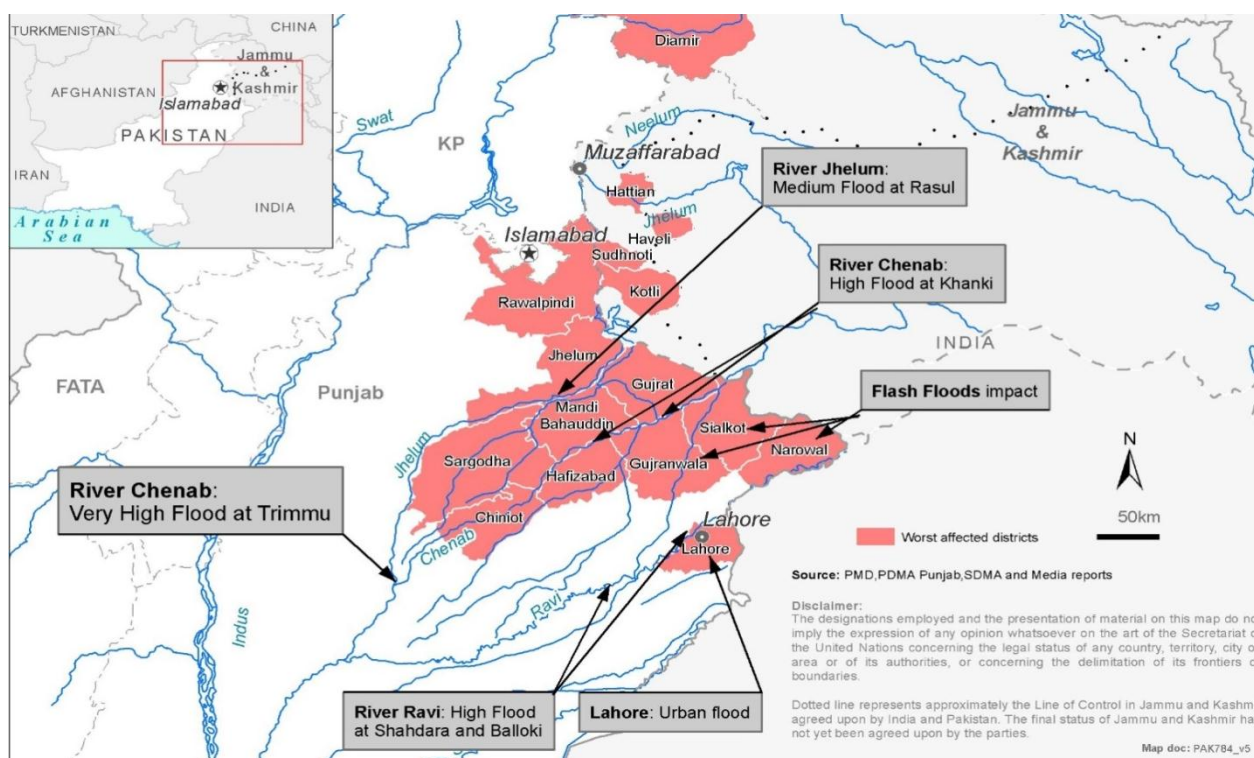 TURKMENISTAN
CHINA
Jammu
&
Kashmir
AFGHANISTAN
Islamabad
PAKISTAN
IRAN
INDIA
Arabian
Sea
Diamir
Swat
KP
Neelum
Muzaffarabad
Jammu
&
Kashmir
River Jhelum:
Medium Flood at Rasul
Hattian
Jhelum
Haveli
Islamabad
Sudhnoti
River Chenab:
High Flood at Khanki
Kotli
Rawalpindi
INDIA
Jhelum
FATA
Punjab
Gujrat
Flash Floods impact
Mandi
Bahauddin
Sialkot
Narowal
Jhelum
Sargodha
Gujranwala
Hafizabad
N
River Chenab:
Very High Flood at Trimmu
Chiniot
50km
Lahore
Chenab
Lahore
Worst affected districts
Ravi
Indus
Source: PMD,PDMA Punjab,SDMA and Media reports
Disclaimer:
The designations employed and the presentation of material on this map do no
imply the expression of any opinion whatsoever on the art of the Secretariat o
the United Nations concerning the legal status of any country, territory, city o
area or of its authorities, or concerning the delimitation of its frontiers o
boundaries.
Dotted line represents approximately the Line of Control in Jammu and Kashm
agreed upon by India and Pakistan. The final status of Jammu and Kashmir ha
not yet been agreed upon by the parties.
River Ravi: High Flood
at Shahdara and Balloki
Lahore: Urban flood
Map doc: PAK784_v5